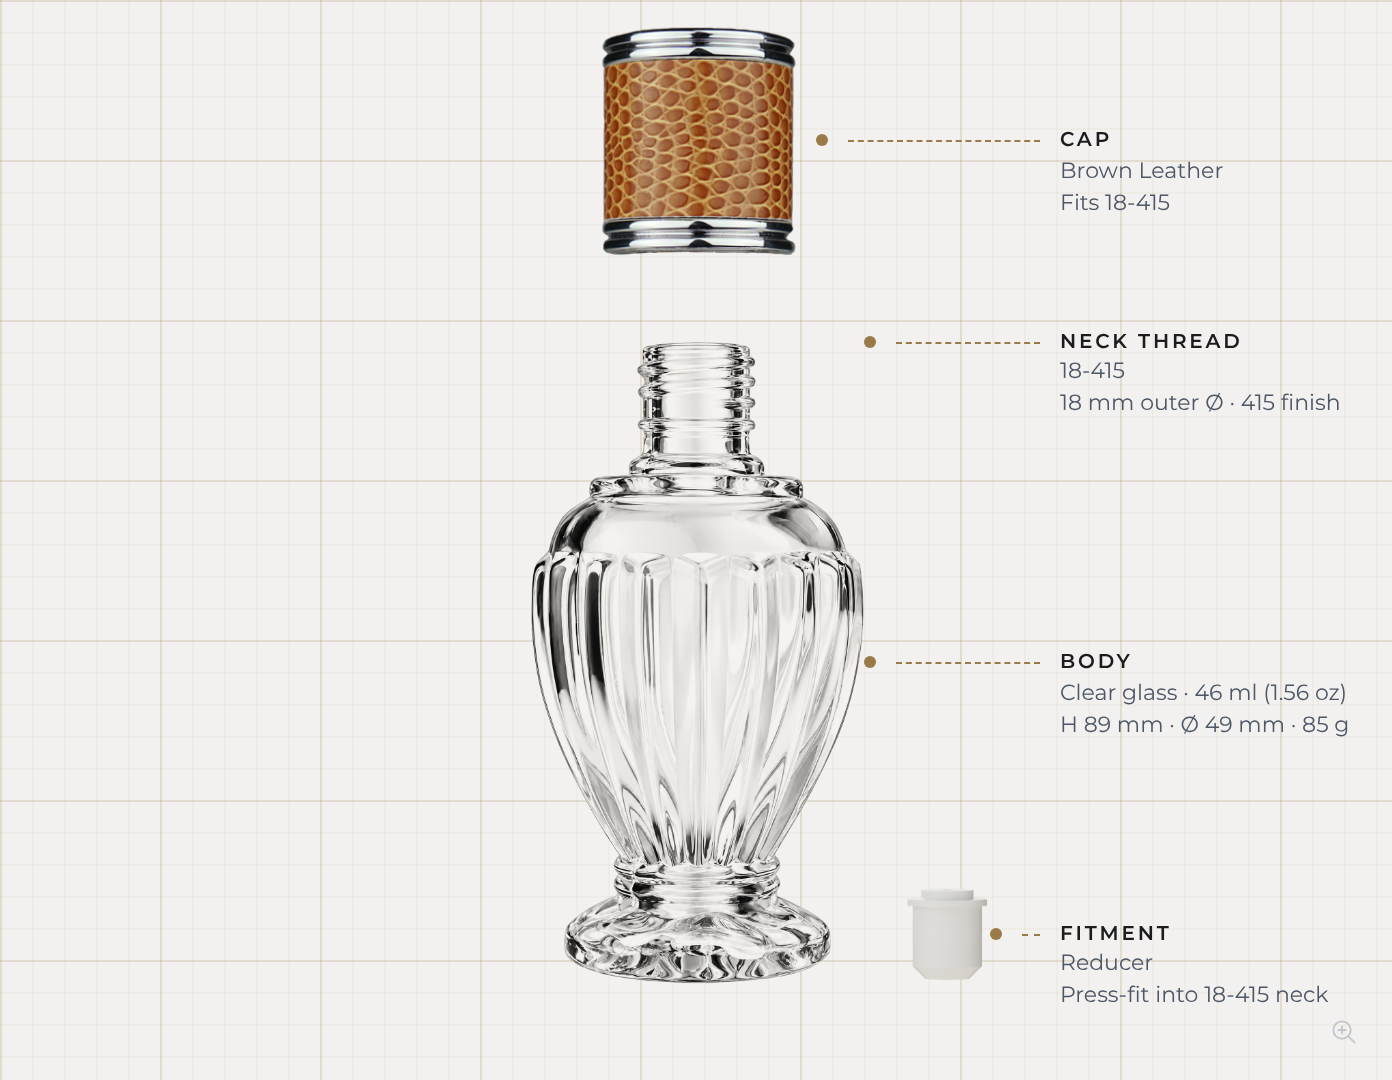 CAP
Brown Leather
Fits 18-415
NECK THREAD
18-415
18 mm outer Ø · 415 finish
BODY
Clear glass · 46 ml (1.56 oz)
H 89 mm · Ø 49 mm · 85 g
FITMENT
Reducer
Press-fit into 18-415 neck